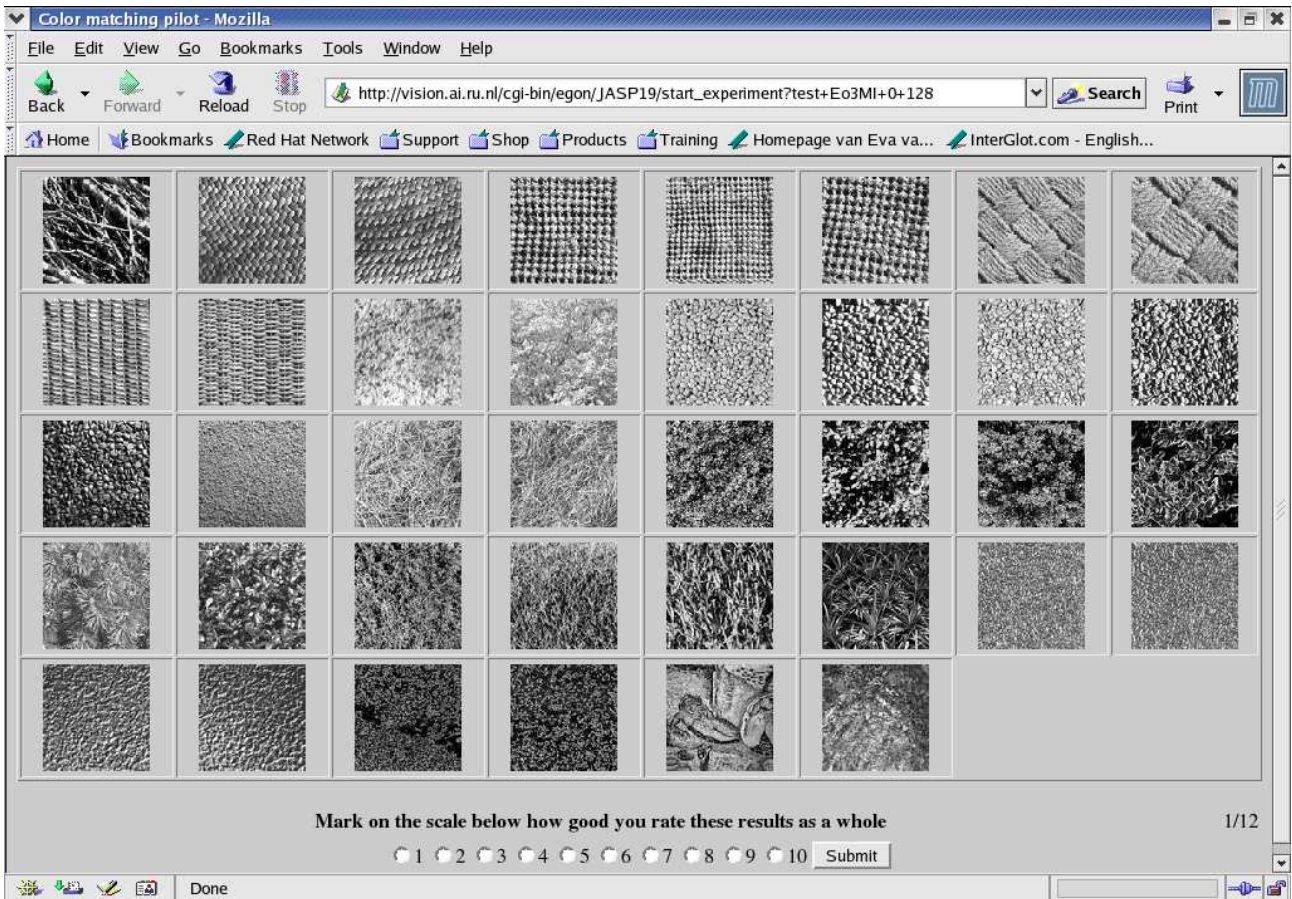 Color matching pilot - Mozilla
File Edit View Go Bookmarks Tools Window Help
Back Forward Reload Stop http://vision.ai.ru.nl/cgi-bin/egon/JASP19/start_experiment?test+Eo3MI+0+128 Search Print
Home Bookmarks Red Hat Network Support Shop Products Training Homepage van Eva va... InterGlot.com - English...
Mark on the scale below how good you rate these results as a whole 1/12
1 2 3 4 5 6 7 8 9 10 Submit
Done